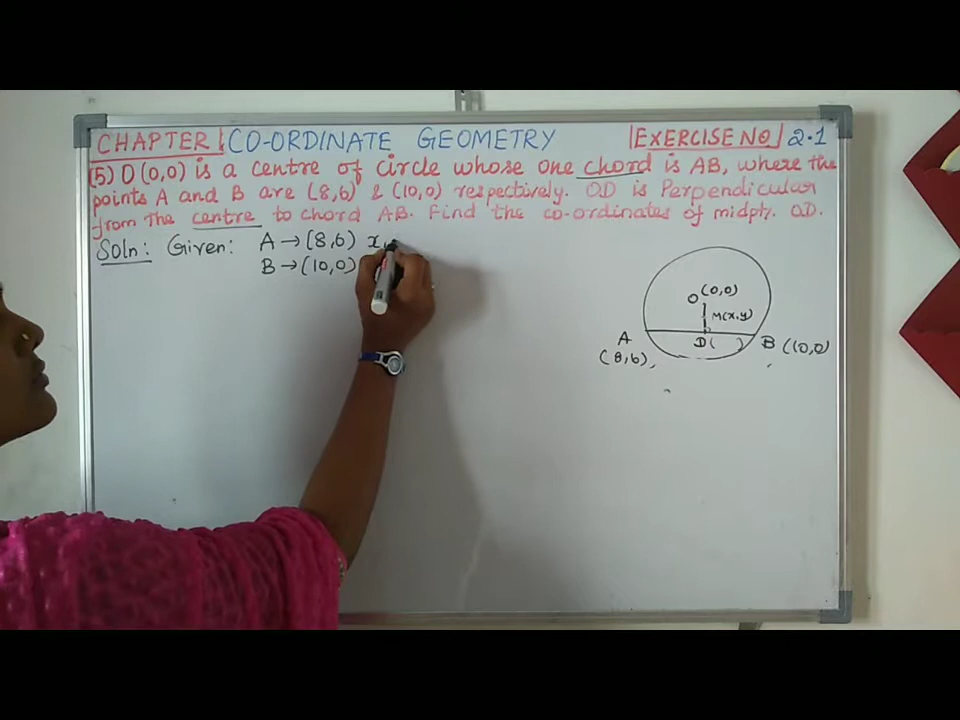 CHAPTER CO-ORDINATE GEOMETRY EXERCISE NO 2.1
(5) O (0,0) is a centre of circle whose one chord is AB, where the
points A and B are (8,6) & (10,0) respectively. OD is Perpendicular
from the centre to chord AB. Find the co-ordinates of midpt. OD.
Soln: Given: A → (8,6) x,
B → (10,0)
O (0,0)
M(x,y)
A D( ) B (10,0)
(8,6),